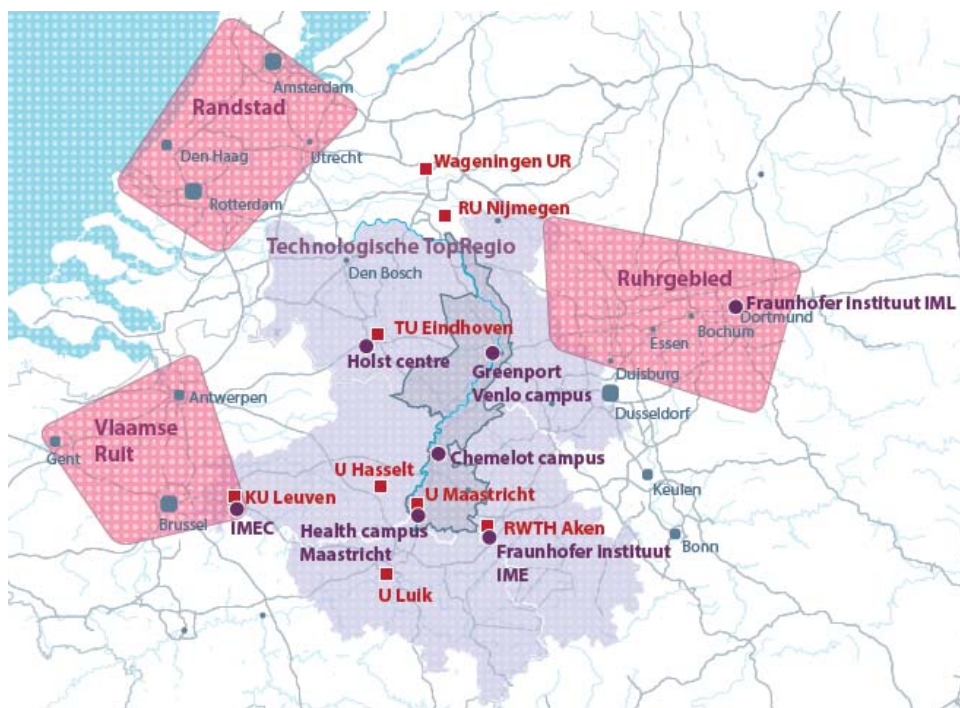 Amsterdam
Randstad
Den Haag
Utrecht
Rotterdam
Wageningen UR
RU Nijmegen
Technologische TopRegio
Den Bosch
Ruhrgebied
Fraunhofer instituut IML
Dortmund
Bochum
Essen
TU Eindhoven
Holst centre
Greenport
Venlo campus
Duisburg
Dusseldorf
Antwerpen
Vlaamse
Ruit
Gent
Chemelot campus
U Hasselt
Keulen
KU Leuven
U Maastricht
Brussel
IMEC
Health campus
Maastricht
RWTH Aken
Fraunhofer instituut
IME
Bonn
U Luik